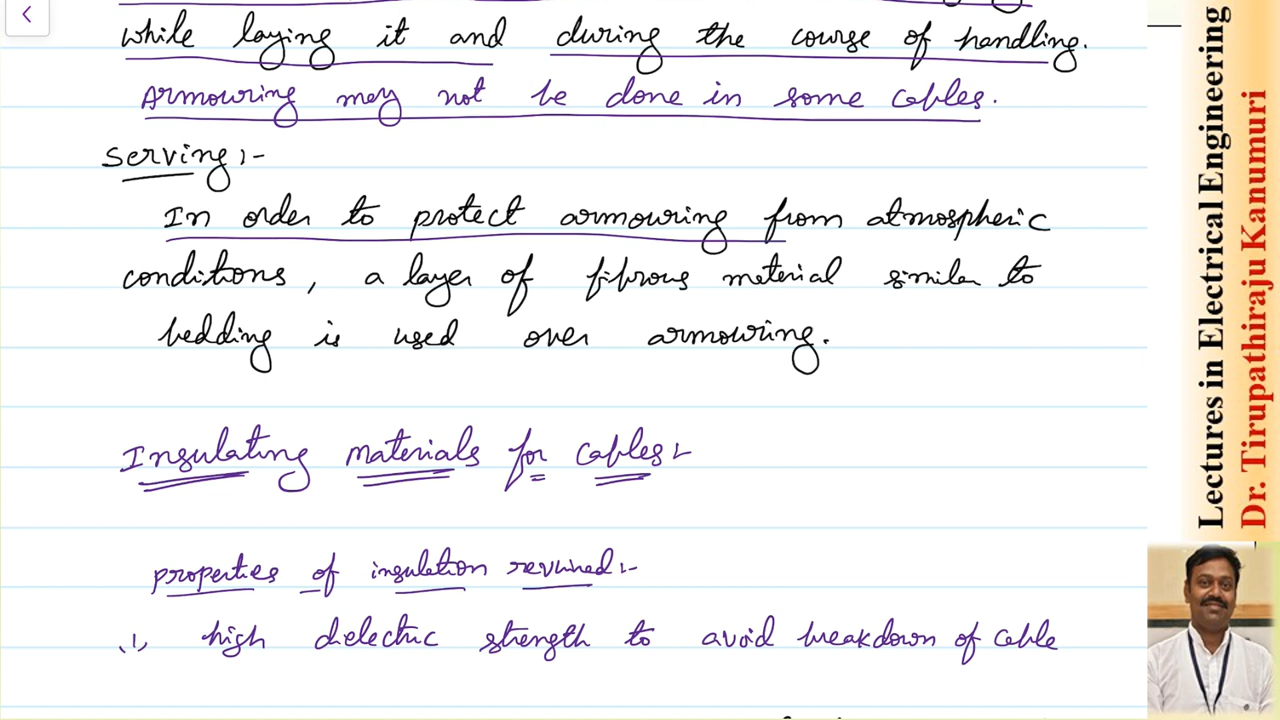 while laying it and during the course of handling.
Armouring may not be done in some cables.
Serving:-
In order to protect armouring from atmospheric
conditions, a layer of fibrous material similar to
bedding is used over armouring.
Insulating materials for cables:-
properties of insulation required:-
(1) high dielectric strength to avoid breakdown of cable
Lectures in Electrical Engineering
Dr. Tirupathiraju Kanumuri